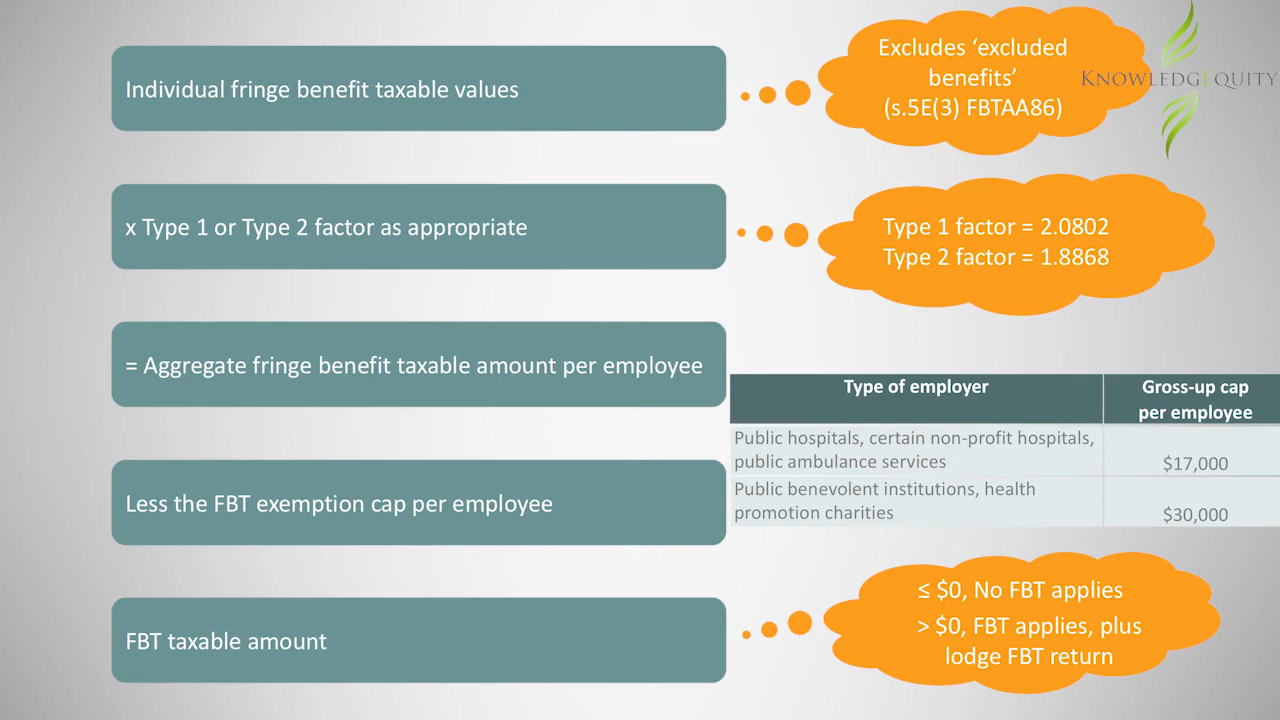 Individual fringe benefit taxable values
Excludes ‘excluded
benefits’
(s.5E(3) FBTAA86)
KNOWLEDGEQUITY
x Type 1 or Type 2 factor as appropriate
Type 1 factor = 2.0802
Type 2 factor = 1.8868
= Aggregate fringe benefit taxable amount per employee
Type of employer
Gross-up cap
per employee
Public hospitals, certain non-profit hospitals,
public ambulance services
$17,000
Public benevolent institutions, health
promotion charities
$30,000
Less the FBT exemption cap per employee
FBT taxable amount
≤ $0, No FBT applies
> $0, FBT applies, plus
lodge FBT return